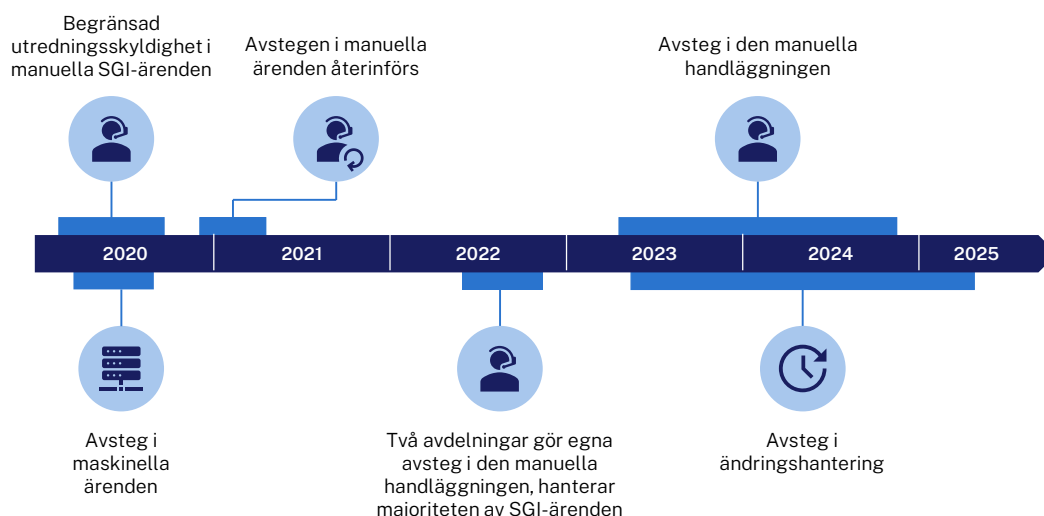 Begränsad
utredningsskyldighet i
manuella SGI-ärenden
Avstegen i manuella
ärenden återinförs
Avsteg i den manuella
handläggningen
2020
2021
2022
2023
2024
2025
Avsteg i
maskinella
ärenden
Två avdelningar gör egna
avsteg i den manuella
handläggningen, hanterar
majoriteten av SGI-ärenden
Avsteg i
ändringshantering